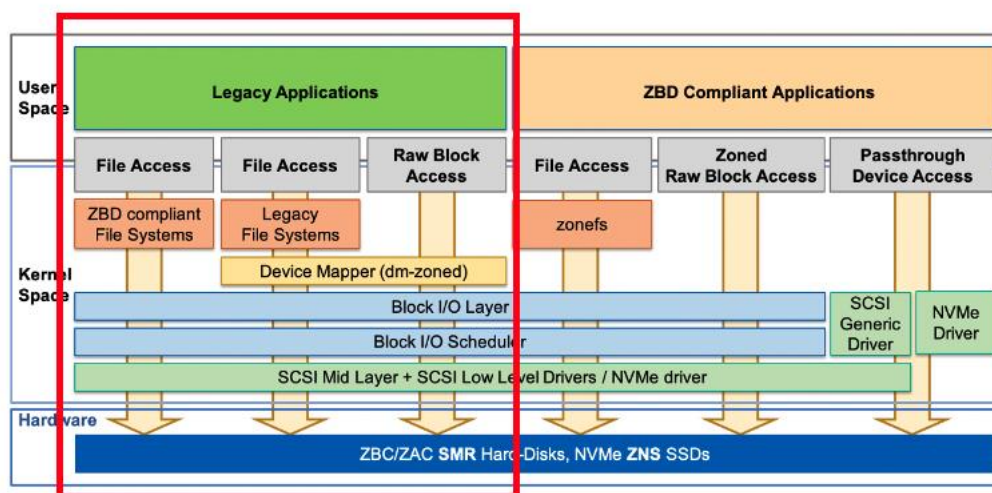 User
Space
Legacy Applications
ZBD Compliant Applications
File Access
File Access
Raw Block
Access
File Access
Zoned
Raw Block Access
Passthrough
Device Access
ZBD compliant
File Systems
Legacy
File Systems
zonefs
Device Mapper (dm-zoned)
Kernel
Space
Block I/O Layer
SCSI
Generic
Driver
NVMe
Driver
Block I/O Scheduler
SCSI Mid Layer + SCSI Low Level Drivers / NVMe driver
Hardware
ZBC/ZAC SMR Hard-Disks, NVMe ZNS SSDs